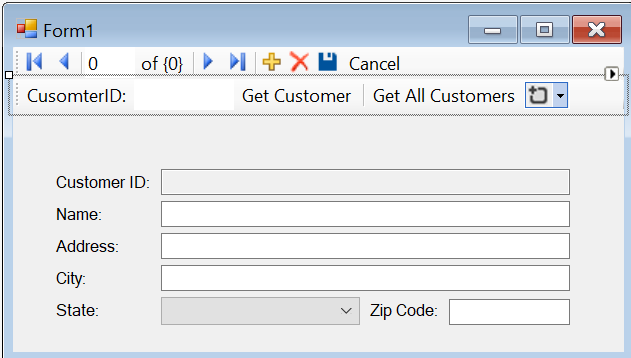 Form1
0 of {0} Cancel
CusomterID: Get Customer Get All Customers
Customer ID:
Name:
Address:
City:
State: Zip Code: